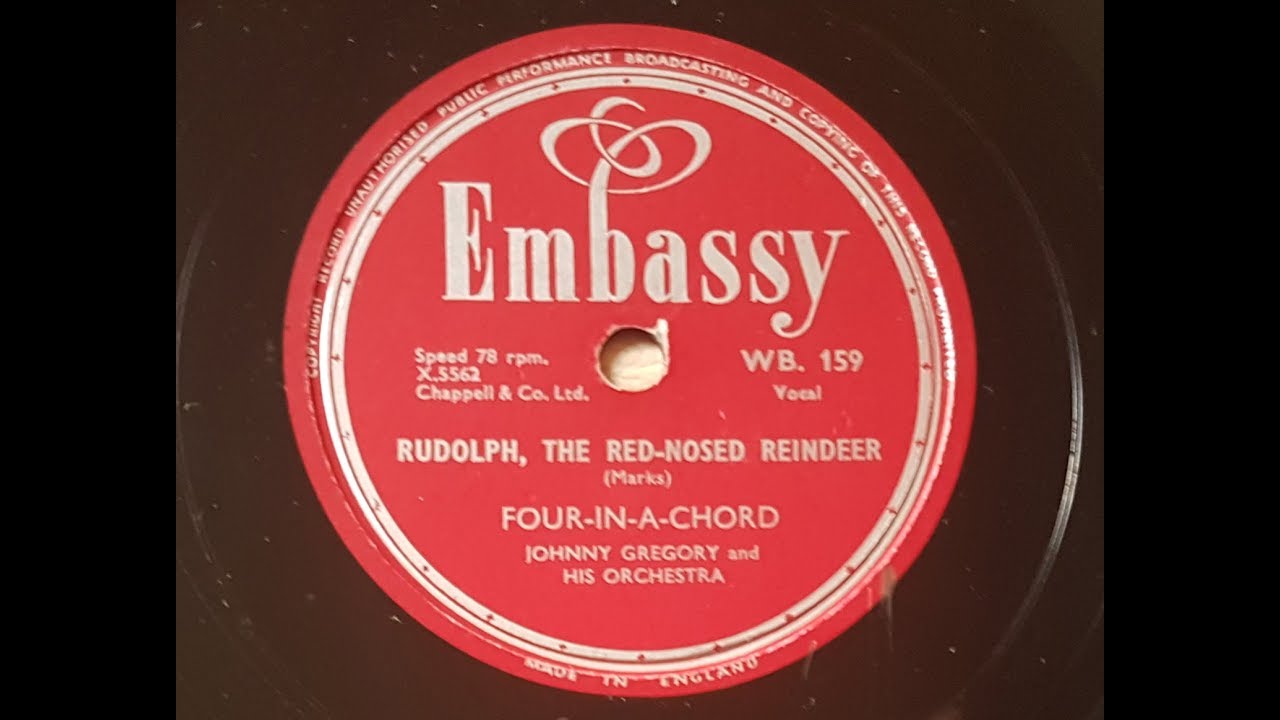 COPYRIGHT RECORD UNAUTHORISED PUBLIC PERFORMANCE BROADCASTING AND COPYING OF THIS RECORD PROHIBITED
Embassy
Speed 78 rpm.
X.5562
Chappell & Co. Ltd.
WB. 159
Vocal
RUDOLPH, THE RED-NOSED REINDEER
(Marks)
FOUR-IN-A-CHORD
JOHNNY GREGORY and
HIS ORCHESTRA
MADE IN ENGLAND